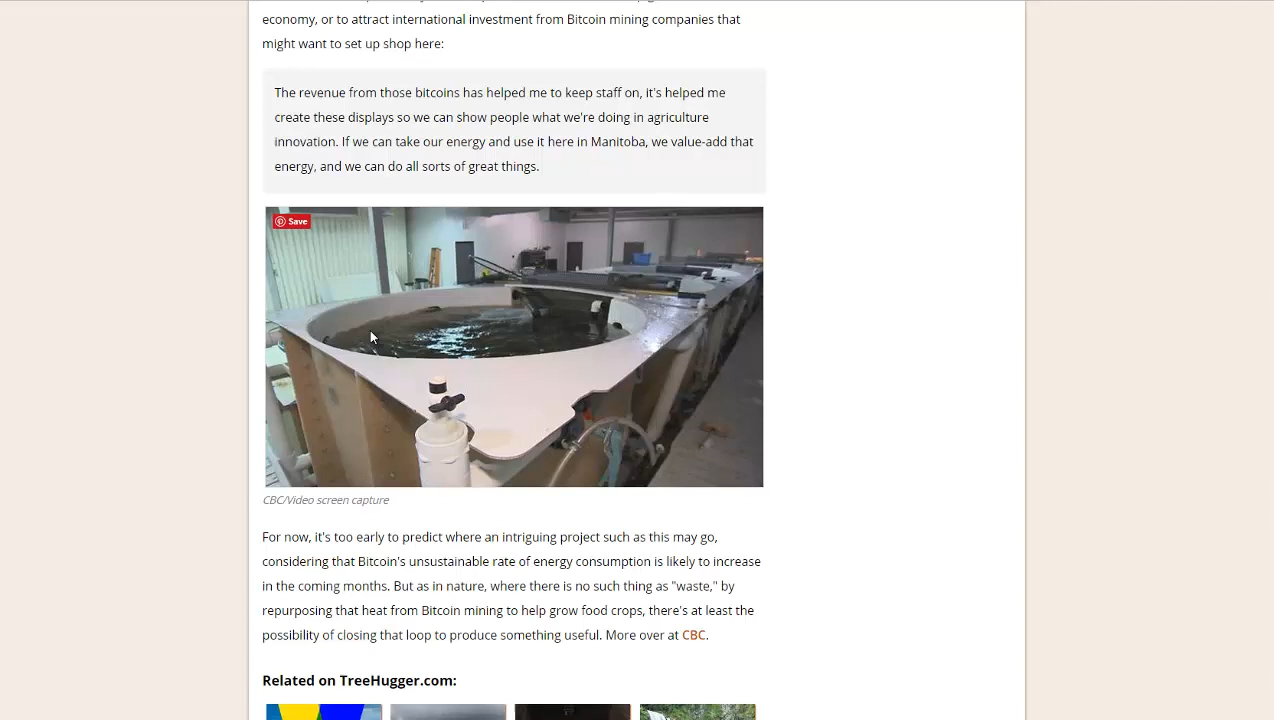 economy, or to attract international investment from Bitcoin mining companies that
might want to set up shop here:
The revenue from those bitcoins has helped me to keep staff on, it's helped me
create these displays so we can show people what we're doing in agriculture
innovation. If we can take our energy and use it here in Manitoba, we value-add that
energy, and we can do all sorts of great things.
Save
CBC/Video screen capture
For now, it's too early to predict where an intriguing project such as this may go,
considering that Bitcoin's unsustainable rate of energy consumption is likely to increase
in the coming months. But as in nature, where there is no such thing as "waste," by
repurposing that heat from Bitcoin mining to help grow food crops, there's at least the
possibility of closing that loop to produce something useful. More over at CBC.
Related on TreeHugger.com: